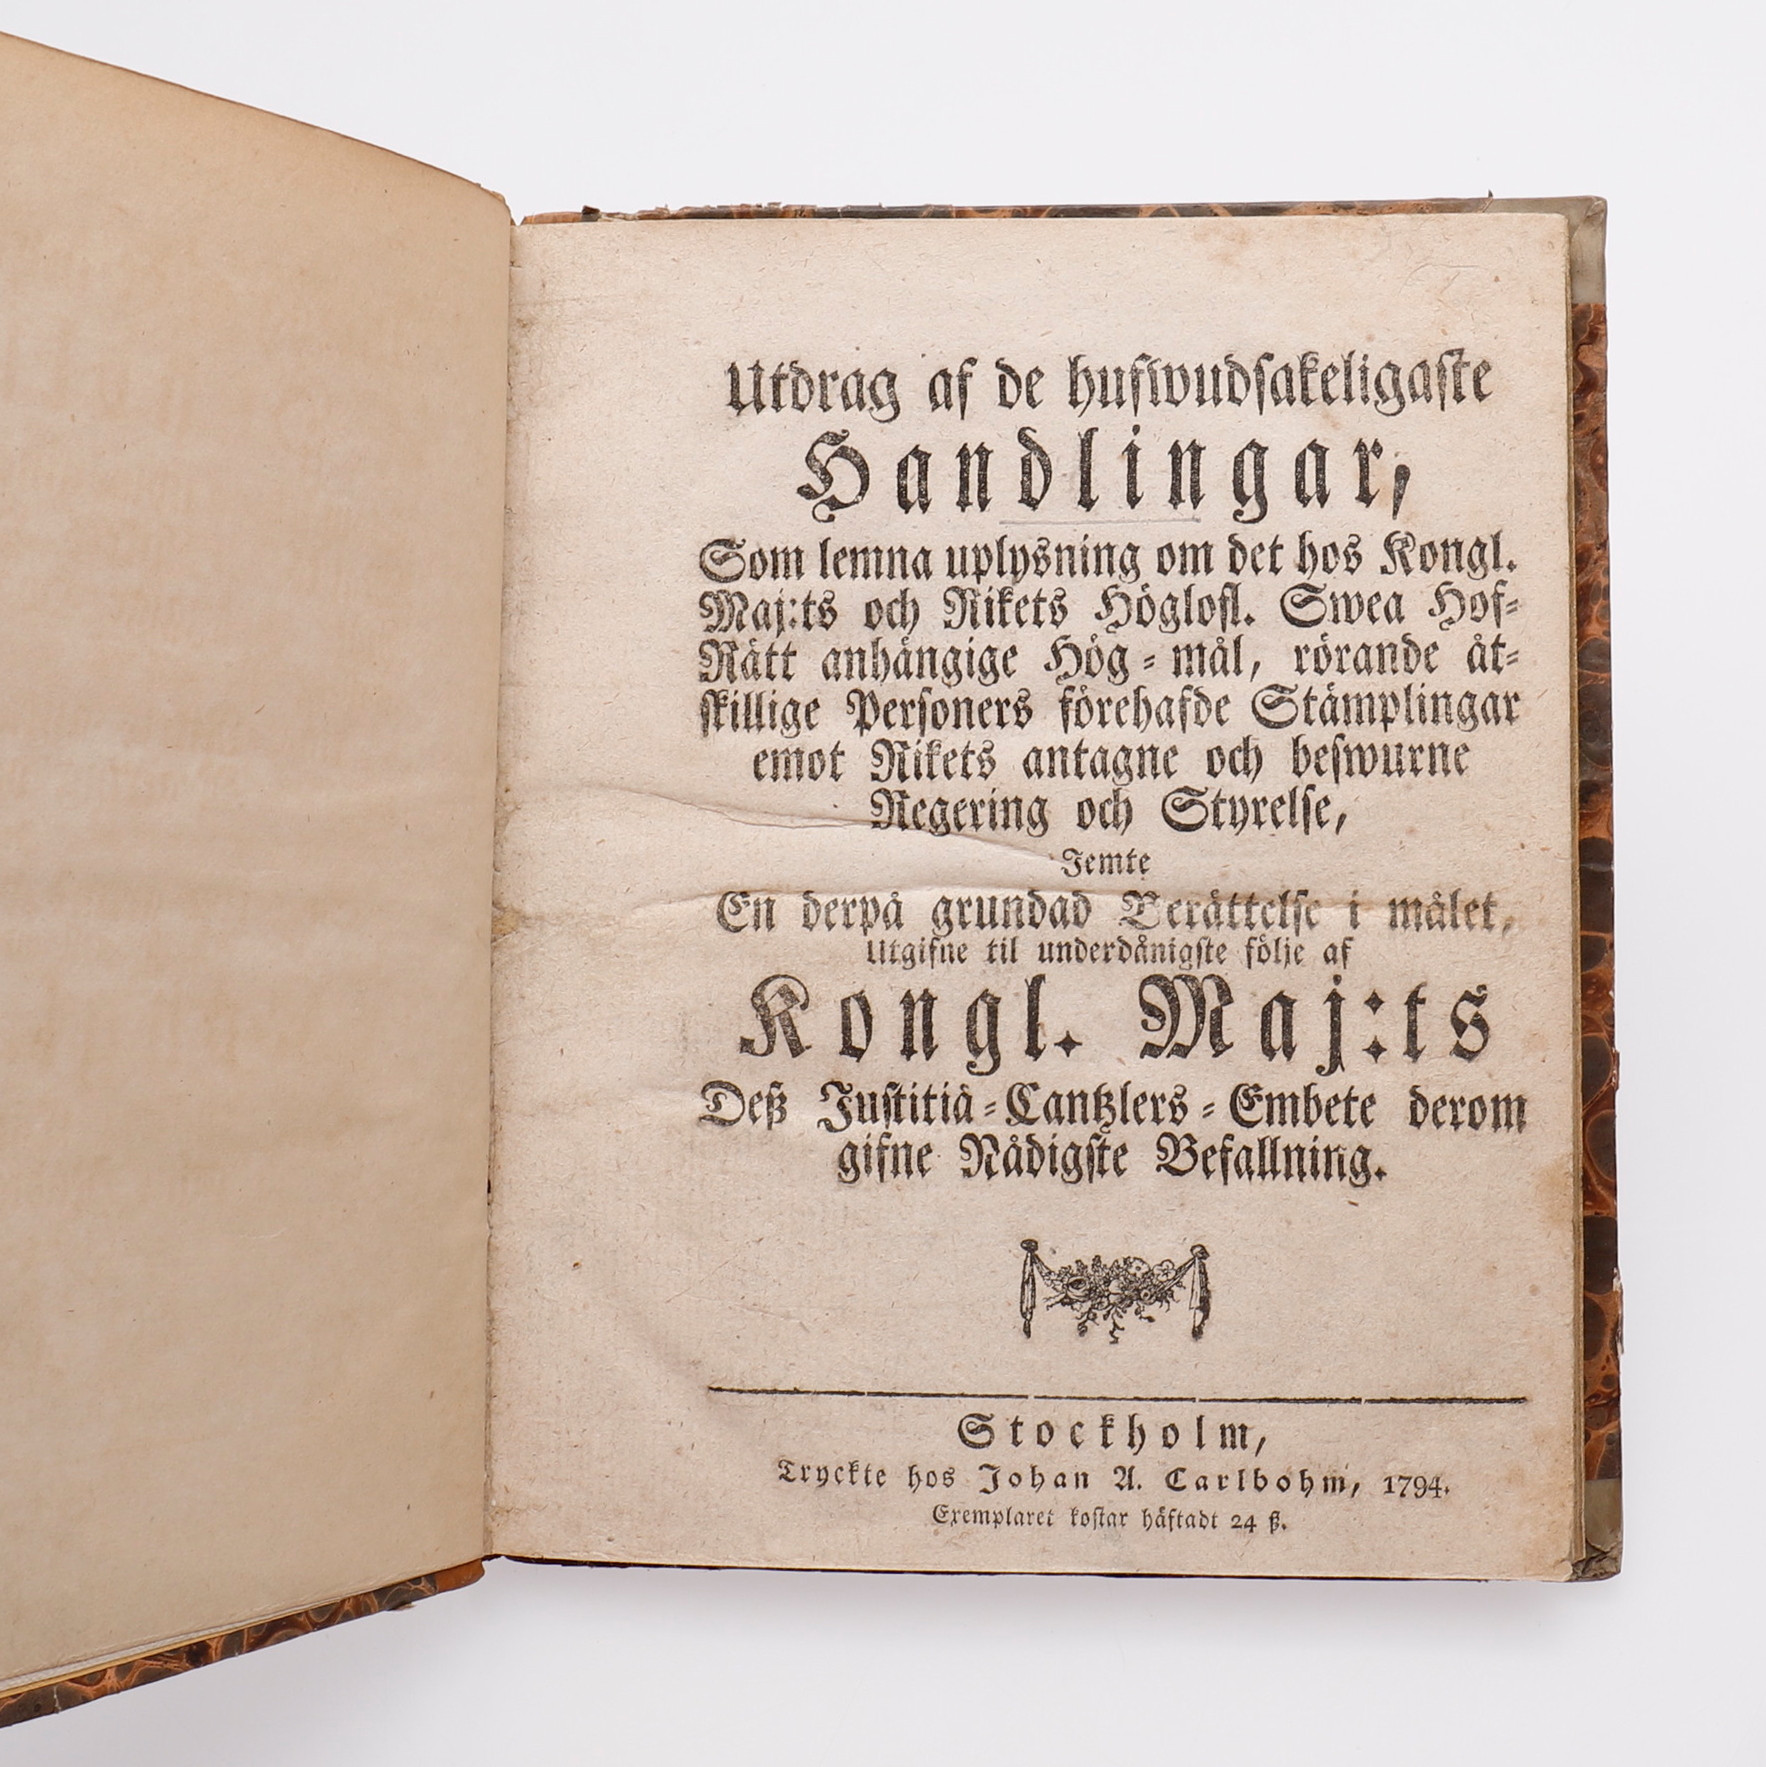 Utdrag af de hufwudsakeligaste
Handlingar,
Som lemna uplysning om det hos Kongl.
Maj:ts och Rikets Höglofl. Swea Hof-
Rätt anhängige Hög-mål, rörande åt-
skillige Personers förehafde Stämplingar
emot Rikets antagne och beswurne
Regering och Styrelse,
Jemte
En derpå grundad Berättelse i målet,
Utgifne til underdånigste följe af
Kongl. Maj:ts
Deß Justitiä-Cantzlers-Embete derom
gifne Nådigste Befallning.
Stockholm,
Tryckte hos Johan A. Carlbohm, 1794.
Exemplaret kostar häftadt 24 ß.